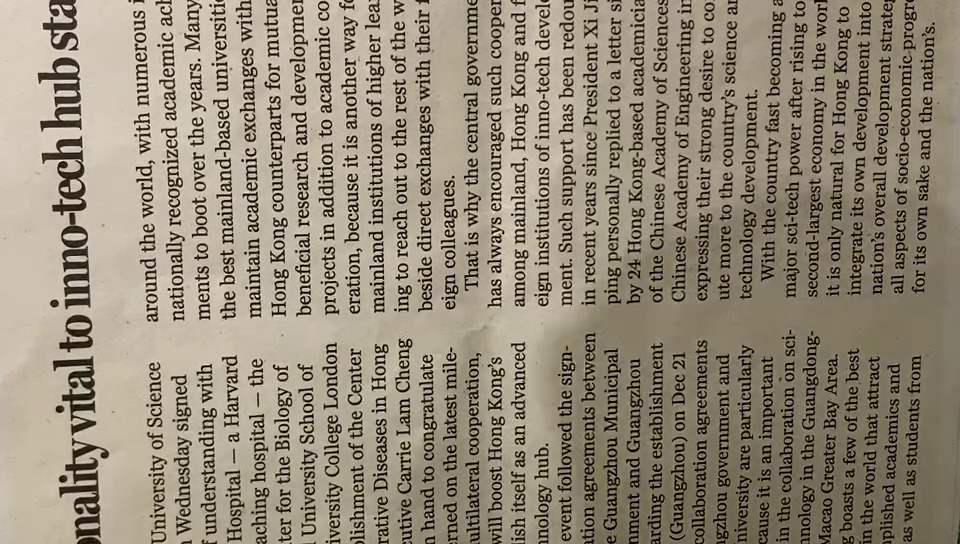 onality vital to inno-tech hub sta
University of Science
Wednesday signed
f understanding with
Hospital — a Harvard
aching hospital — the
ter for the Biology of
University School of
iversity College London
blishment of the Center
rative Diseases in Hong
cutive Carrie Lam Cheng
n hand to congratulate
erned on the latest mile-
ultilateral cooperation,
will boost Hong Kong's
lish itself as an advanced
nnology hub.
event followed the sign-
ation agreements between
e Guangzhou Municipal
nment and Guangzhou
arding the establishment
(Guangzhou) on Dec 21
collaboration agreements
ngzhou government and
niversity are particularly
cause it is an important
in the collaboration on sci-
nology in the Guangdong-
Macao Greater Bay Area.
g boasts a few of the best
in the world that attract
plished academics and
as well as students from
around the world, with numerous i
nationally recognized academic ach
ments to boot over the years. Many
the best mainland-based universitie
maintain academic exchanges with
Hong Kong counterparts for mutua
beneficial research and developmen
projects in addition to academic co
eration, because it is another way fo
mainland institutions of higher lea
ing to reach out to the rest of the w
beside direct exchanges with their f
eign colleagues.
That is why the central governme
has always encouraged such cooper
among mainland, Hong Kong and f
eign institutions of inno-tech devel
ment. Such support has been redou
in recent years since President Xi Ji
ping personally replied to a letter si
by 24 Hong Kong-based academicia
of the Chinese Academy of Sciences
Chinese Academy of Engineering in
expressing their strong desire to co
ute more to the country's science ar
technology development.
With the country fast becoming a
major sci-tech power after rising to
second-largest economy in the worl
it is only natural for Hong Kong to
integrate its own development into
nation's overall development strate
all aspects of socio-economic-progre
for its own sake and the nation's.